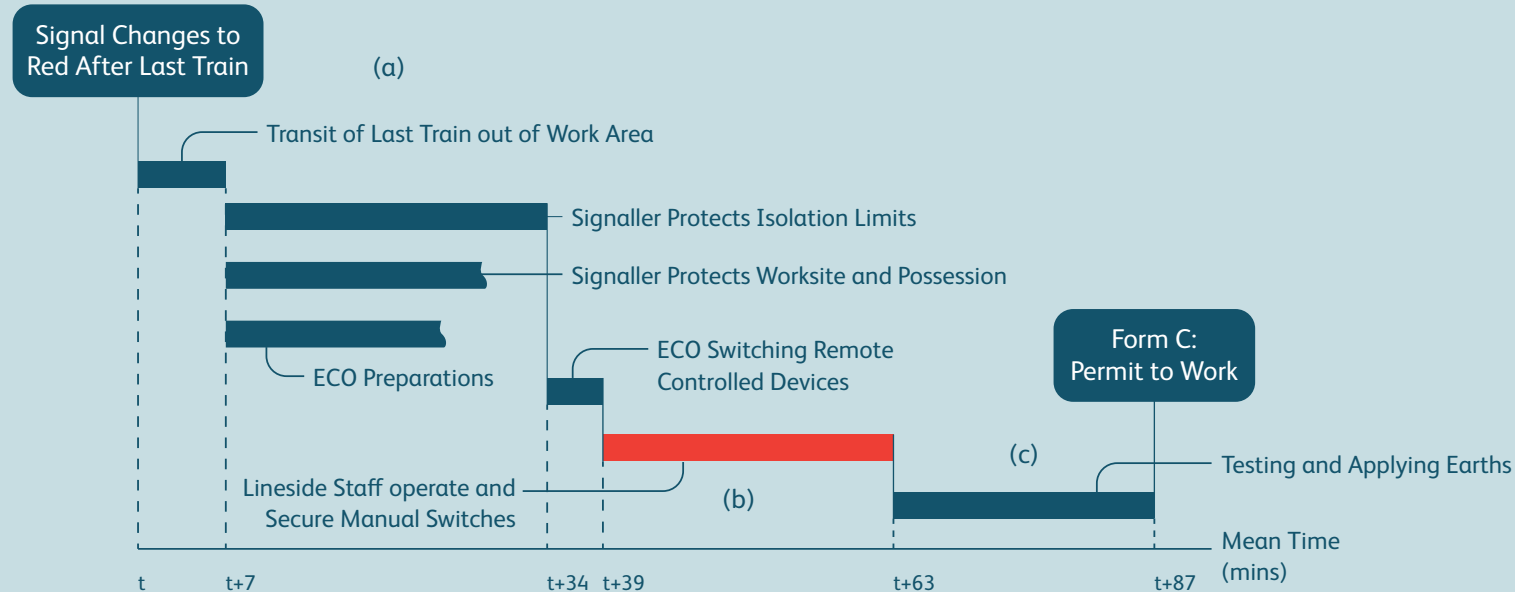 Signal Changes to
Red After Last Train
(a)
Transit of Last Train out of Work Area
Signaller Protects Isolation Limits
Signaller Protects Worksite and Possession
ECO Preparations
ECO Switching Remote
Controlled Devices
Form C:
Permit to Work
Lineside Staff operate and
Secure Manual Switches
(b)
(c)
Testing and Applying Earths
Mean Time
(mins)
t
t+7
t+34
t+39
t+63
t+87